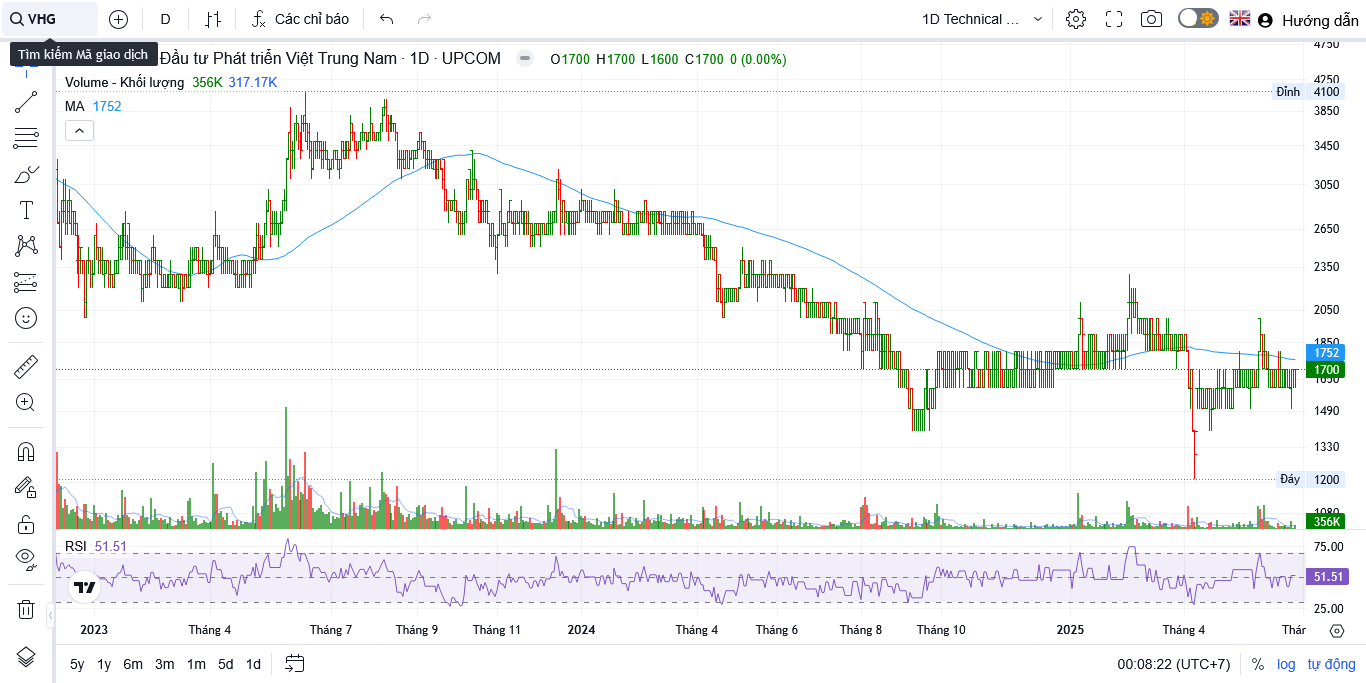 VHG
D
Các chỉ báo
1D Technical ...
Hướng dẫn
Tìm kiếm Mã giao dịch
Đầu tư Phát triển Việt Trung Nam · 1D · UPCOM
O1700 H1700 L1600 C1700 0 (0.00%)
Volume - Khối lượng 356K 317.17K
MA 1752
4750
4250
Đỉnh 4100
3850
3450
3050
2650
2350
2050
1850
1752
1700
1650
1490
1330
Đáy 1200
1080
356K
RSI 51.51
75.00
51.51
25.00
2023 Tháng 4 Tháng 7 Tháng 9 Tháng 11 2024 Tháng 4 Tháng 6 Tháng 8 Tháng 10 2025 Tháng 4 Thár
5y 1y 6m 3m 1m 5d 1d
00:08:22 (UTC+7) % log tự động